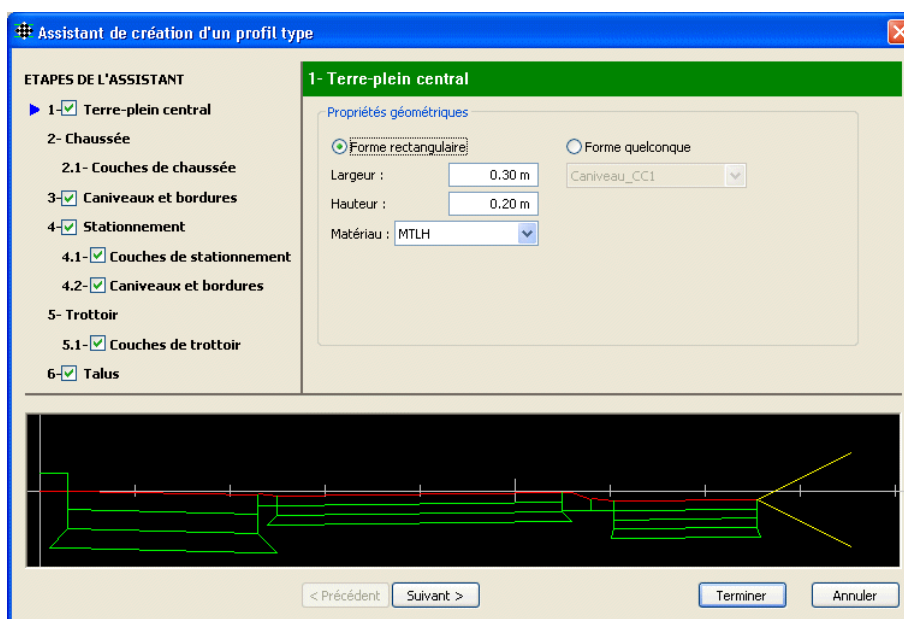 Assistant de création d'un profil type
ETAPES DE L'ASSISTANT
1- Terre-plein central
2- Chaussée
2.1- Couches de chaussée
3- Caniveaux et bordures
4- Stationnement
4.1- Couches de stationnement
4.2- Caniveaux et bordures
5- Trottoir
5.1- Couches de trottoir
6- Talus
1- Terre-plein central
Propriétés géométriques
Forme rectangulaire
Forme quelconque
Largeur : 0.30 m
Caniveau_CC1
Hauteur : 0.20 m
Matériau : MTLH
< Précédent
Suivant >
Terminer
Annuler